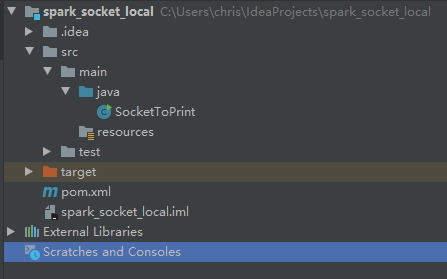 spark_socket_local C:\Users\chris\IdeaProjects\spark_socket_local
.idea
src
main
java
SocketToPrint
resources
test
target
pom.xml
spark_socket_local.iml
External Libraries
Scratches and Consoles